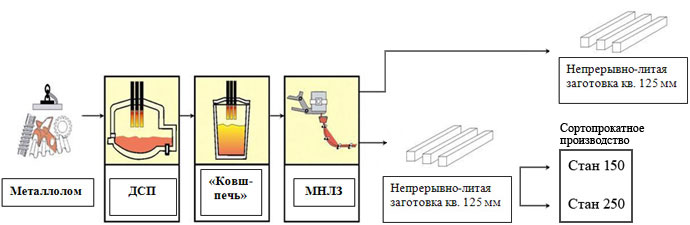 Металлолом
ДСП
«Ковш-
печь»
МНЛЗ
Непрерывно-литая
заготовка кв. 125 мм
Непрерывно-литая
заготовка кв. 125 мм
Сортопрокатное
производство
Стан 150
Стан 250